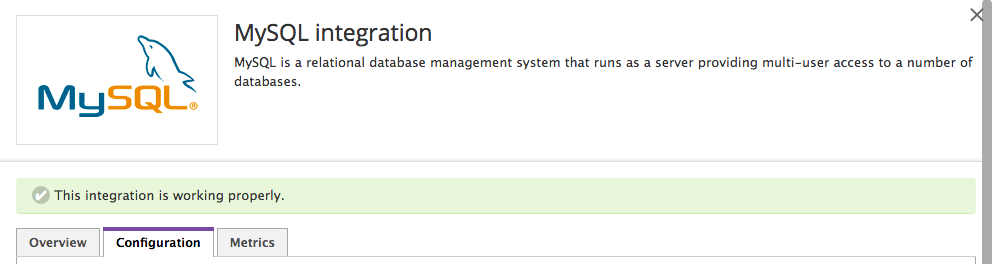 MySQL®
MySQL integration
MySQL is a relational database management system that runs as a server providing multi-user access to a number of
databases.
This integration is working properly.
Overview
Configuration
Metrics